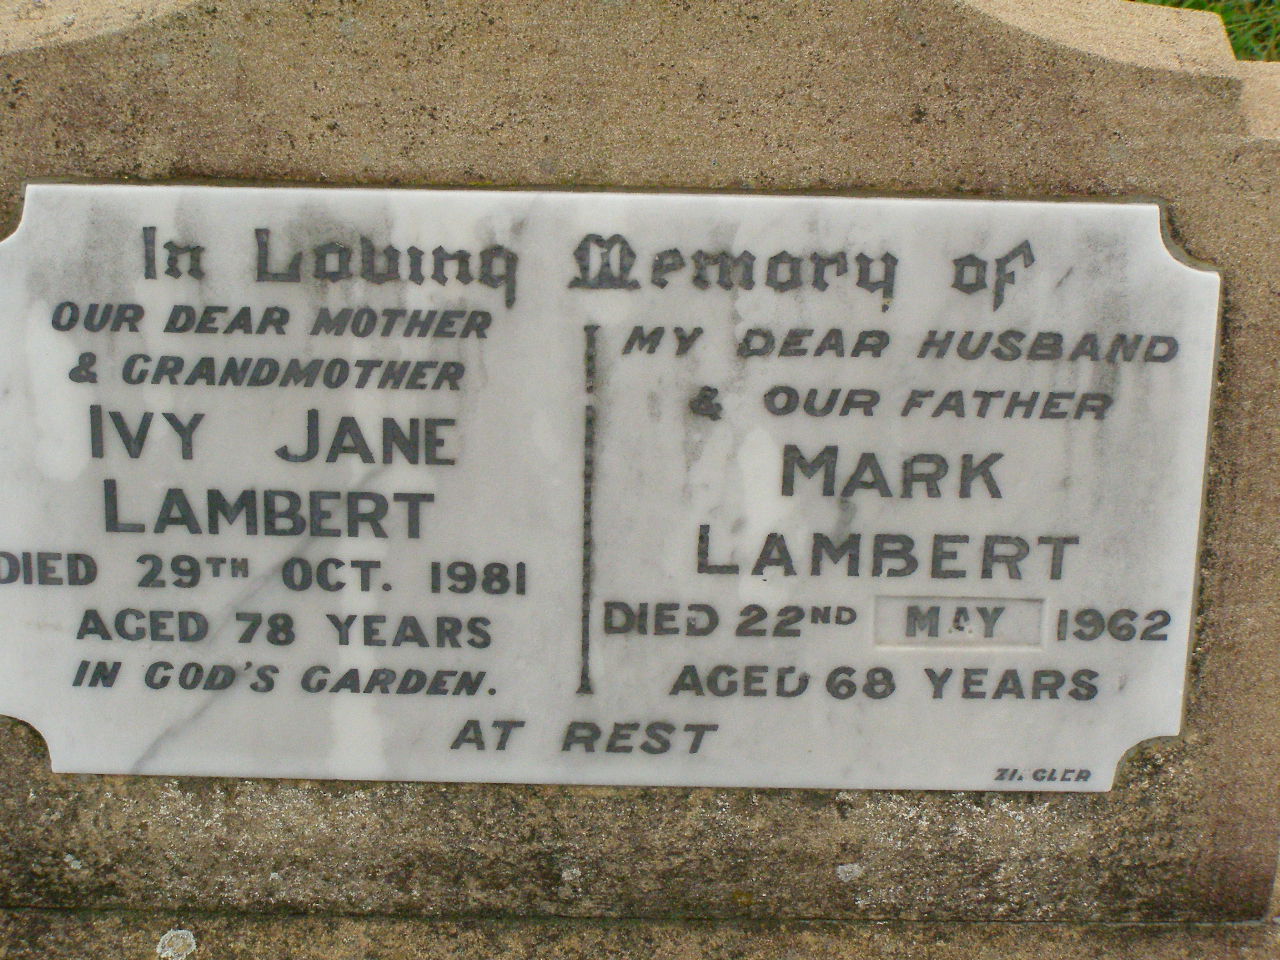 In Loving Memory of
OUR DEAR MOTHER
& GRANDMOTHER
IVY JANE
LAMBERT
DIED 29TH OCT. 1981
AGED 78 YEARS
IN GOD'S GARDEN.
MY DEAR HUSBAND
& OUR FATHER
MARK
LAMBERT
DIED 22ND MAY 1962
AGED 68 YEARS
AT REST
ZIEGLER